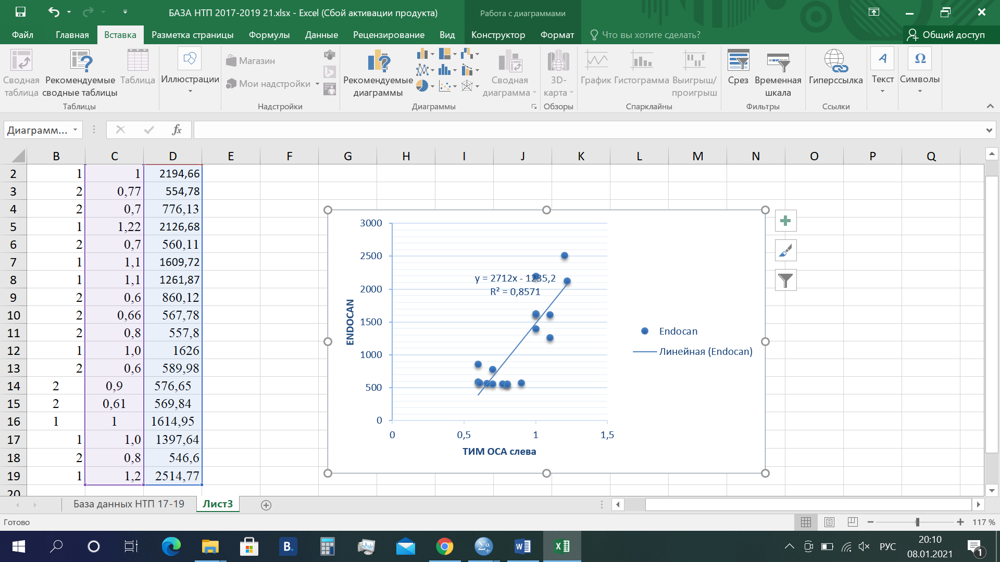 БАЗА НТП 2017-2019 21.xlsx - Excel (Сбой активации продукта)
Работа с диаграммами
Файл Главная Вставка Разметка страницы Формулы Данные Рецензирование Вид Конструктор Формат Что вы хотите сделать? Общий доступ
Сводная таблица
Рекомендуемые сводные таблицы
Таблица
Таблицы
Иллюстрации
Магазин
Мои надстройки
Надстройки
Рекомендуемые диаграммы
Сводная диаграмма
Диаграммы
3D-карта
Обзоры
График
Гистограмма
Выигрыш/проигрыш
Спарклайны
Срез
Временная шкала
Фильтры
Гиперссылка
Ссылки
Текст
Символы
Диаграмм...
fx
B C D E F G H I J K L M N O P Q
2 1 1 2194,66
3 2 0,77 554,78
4 2 0,7 776,13
5 1 1,22 2126,68
6 2 0,7 560,11
7 1 1,1 1609,72
8 1 1,1 1261,87
9 2 0,6 860,12
10 2 0,66 567,78
11 2 0,8 557,8
12 1 1,0 1626
13 2 0,6 589,98
14 2 0,9 576,65
15 2 0,61 569,84
16 1 1 1614,95
17 1 1,0 1397,64
18 2 0,8 546,6
19 1 1,2 2514,77
20
3000
2500
2000
1500
1000
500
0
ENDOCAN
y = 2712x - 1235,2
R² = 0,8571
0 0,5 1 1,5
ТИМ ОСА слева
Endocan
Линейная (Endocan)
База данных НТП 17-19 Лист3
Готово
117 %
B.
РУС
20:10
08.01.2021
1